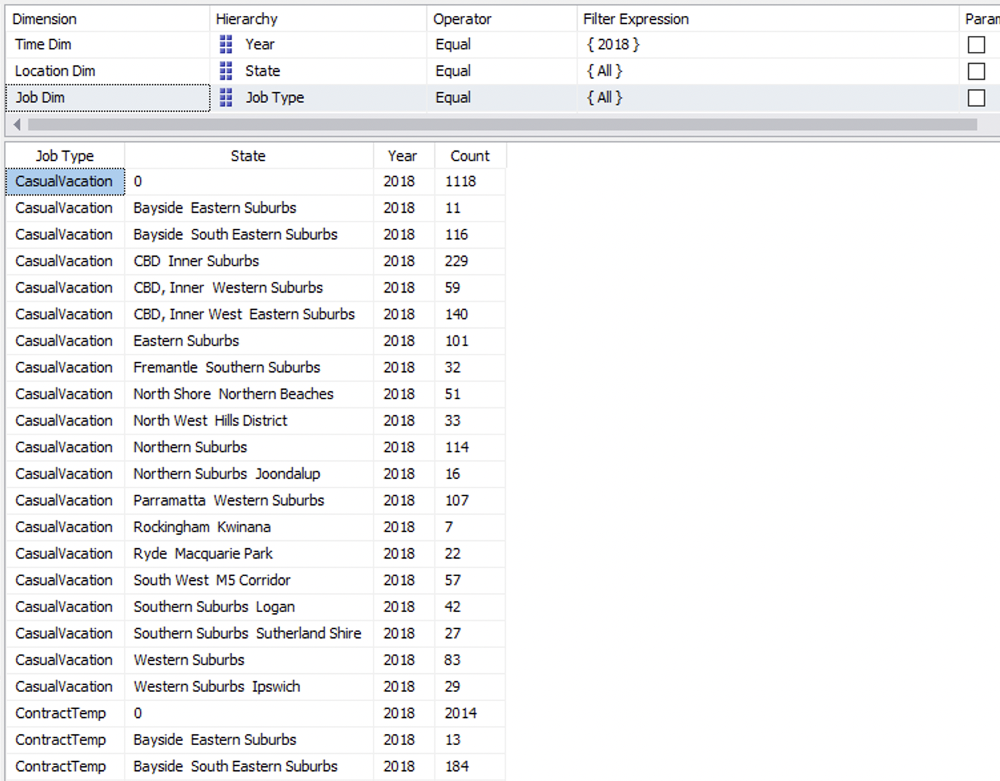 Dimension Hierarchy Operator Filter Expression Param
Time Dim Year Equal { 2018 }
Location Dim State Equal { All }
Job Dim Job Type Equal { All }
Job Type State Year Count
CasualVacation 0 2018 1118
CasualVacation Bayside  Eastern Suburbs 2018 11
CasualVacation Bayside  South Eastern Suburbs 2018 116
CasualVacation CBD  Inner Suburbs 2018 229
CasualVacation CBD, Inner  Western Suburbs 2018 59
CasualVacation CBD, Inner West  Eastern Suburbs 2018 140
CasualVacation Eastern Suburbs 2018 101
CasualVacation Fremantle  Southern Suburbs 2018 32
CasualVacation North Shore  Northern Beaches 2018 51
CasualVacation North West  Hills District 2018 33
CasualVacation Northern Suburbs 2018 114
CasualVacation Northern Suburbs  Joondalup 2018 16
CasualVacation Parramatta  Western Suburbs 2018 107
CasualVacation Rockingham  Kwinana 2018 7
CasualVacation Ryde  Macquarie Park 2018 22
CasualVacation South West  M5 Corridor 2018 57
CasualVacation Southern Suburbs  Logan 2018 42
CasualVacation Southern Suburbs  Sutherland Shire 2018 27
CasualVacation Western Suburbs 2018 83
CasualVacation Western Suburbs  Ipswich 2018 29
ContractTemp 0 2018 2014
ContractTemp Bayside  Eastern Suburbs 2018 13
ContractTemp Bayside  South Eastern Suburbs 2018 184